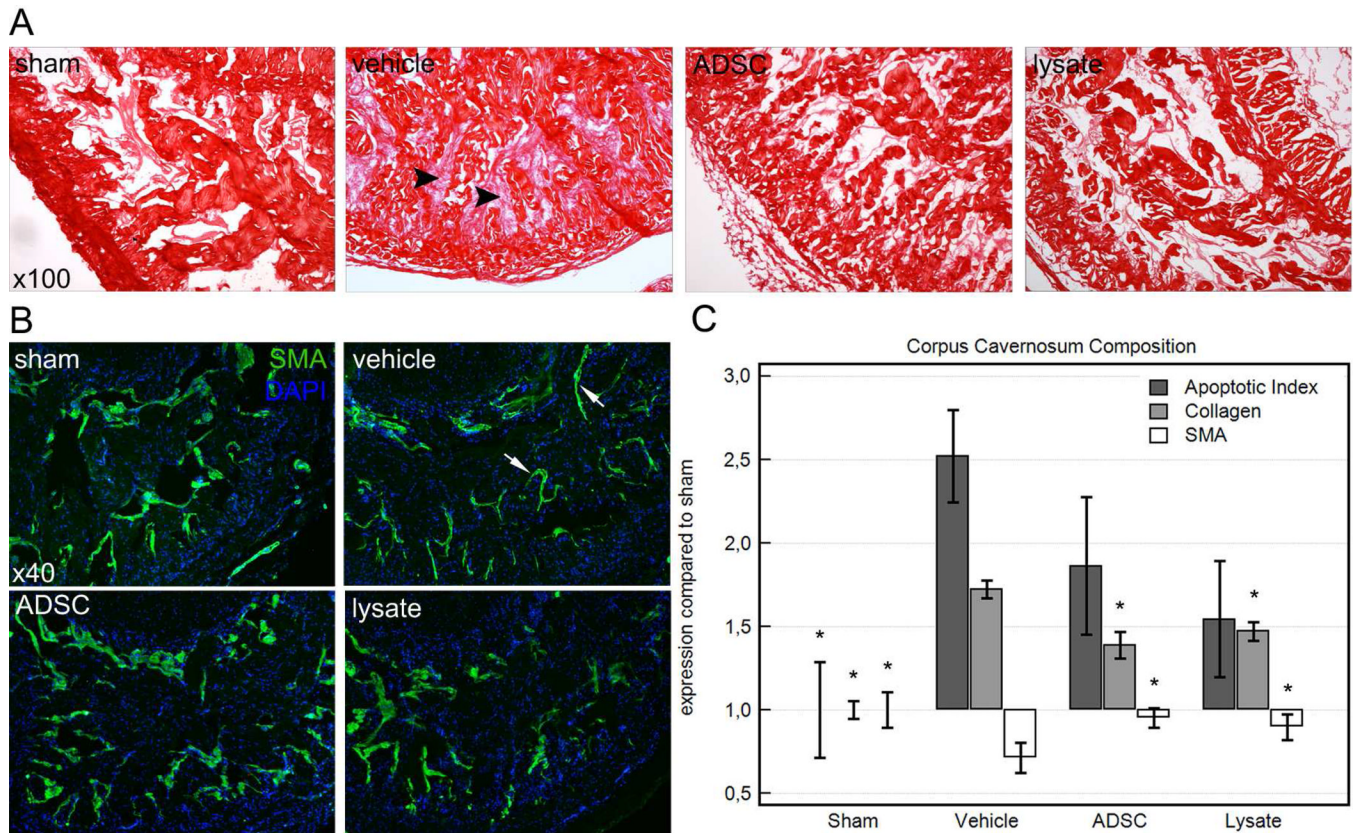 A
sham
vehicle
ADSC
lysate
x100
B
sham
SMA
DAPI
vehicle
x40
ADSC
lysate
C
Corpus Cavernosum Composition
3,0
2,5
2,0
1,5
1,0
0,5
expression compared to sham
Apoptotic Index
Collagen
SMA
* * *
* *
* *
Sham Vehicle ADSC Lysate